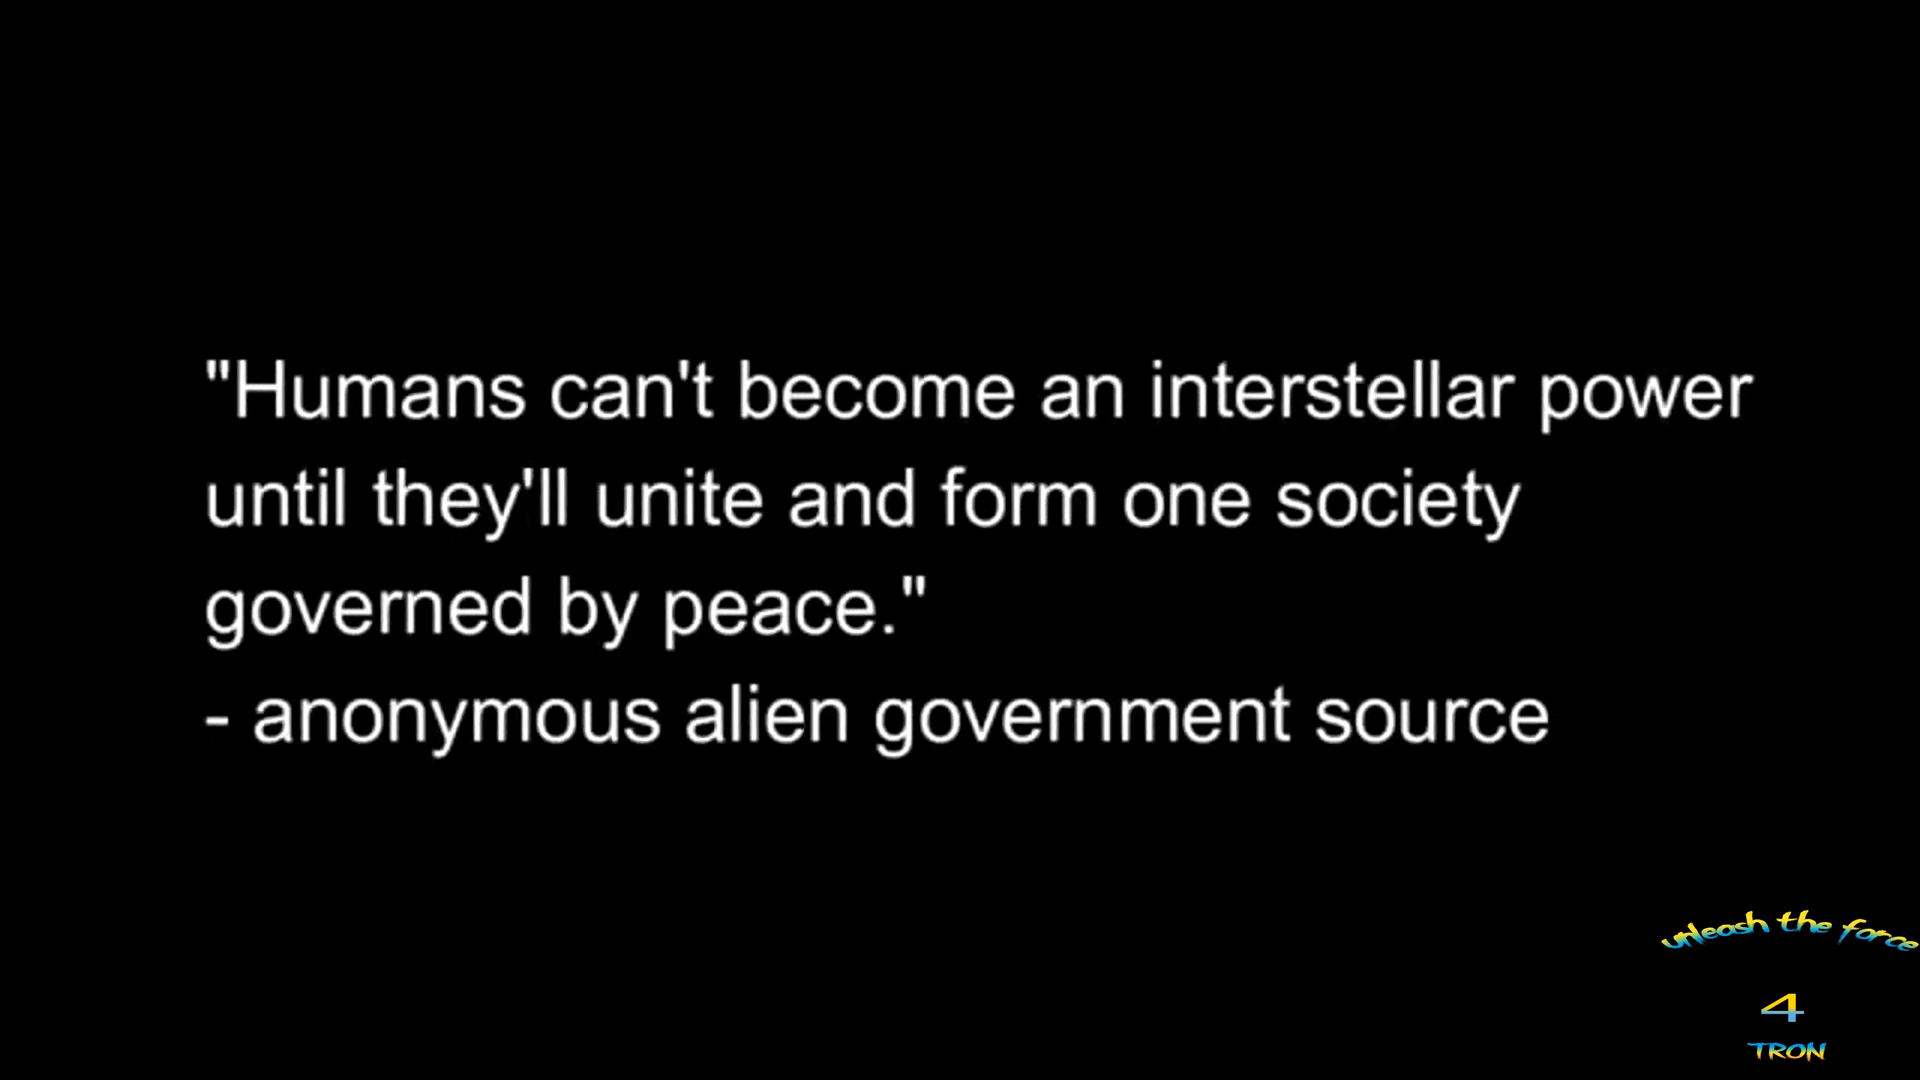 "Humans can't become an interstellar power
until they'll unite and form one society
governed by peace."
- anonymous alien government source
unleash the force
4
TRON